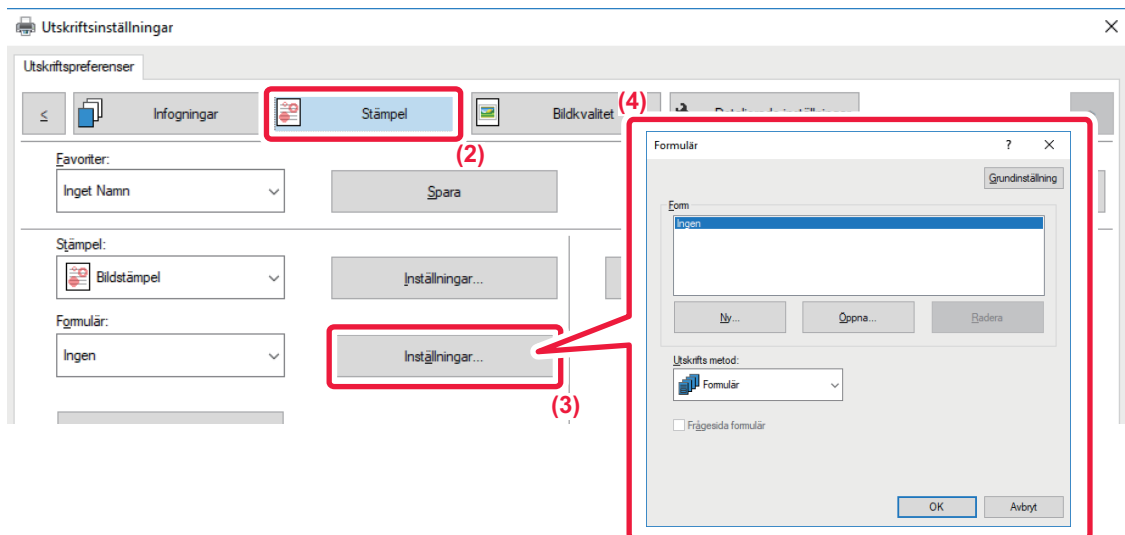 Utskriftsinställningar
Utskriftspreferenser
≤
Infogningar
Stämpel
Bildkvalitet
(4)
(2)
Favoriter:
Inget Namn
Spara
Stämpel:
Bildstämpel
Inställningar...
Formulär:
Ingen
Inställningar...
(3)
Formulär
?
Grundinställning
Form
Ingen
Ny...
Öppna...
Radera
Utskrifts metod:
Formulär
Frågesida formulär
OK
Avbryt